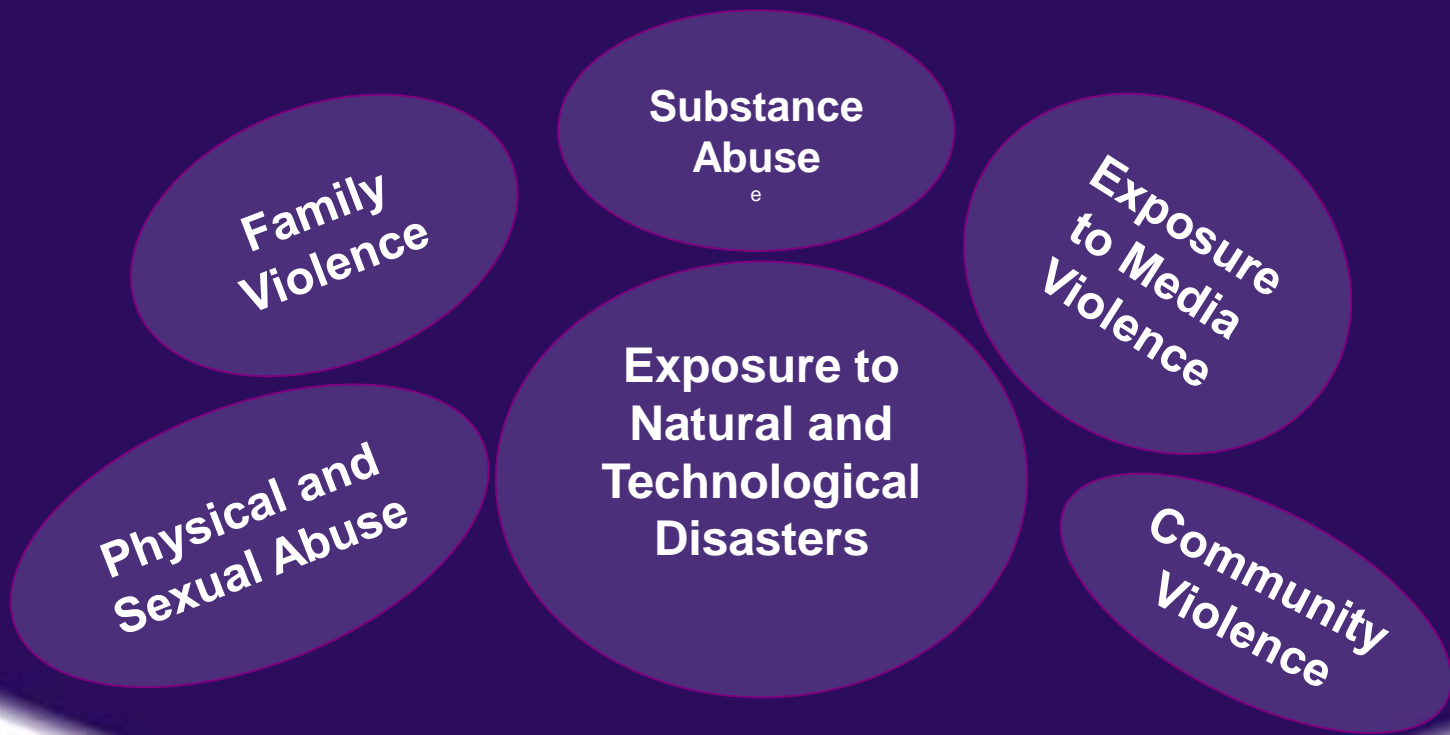 Substance
Abuse
e
Family
Violence
Exposure
to Media
Violence
Exposure to
Natural and
Technological
Disasters
Physical and
Sexual Abuse
Community
Violence